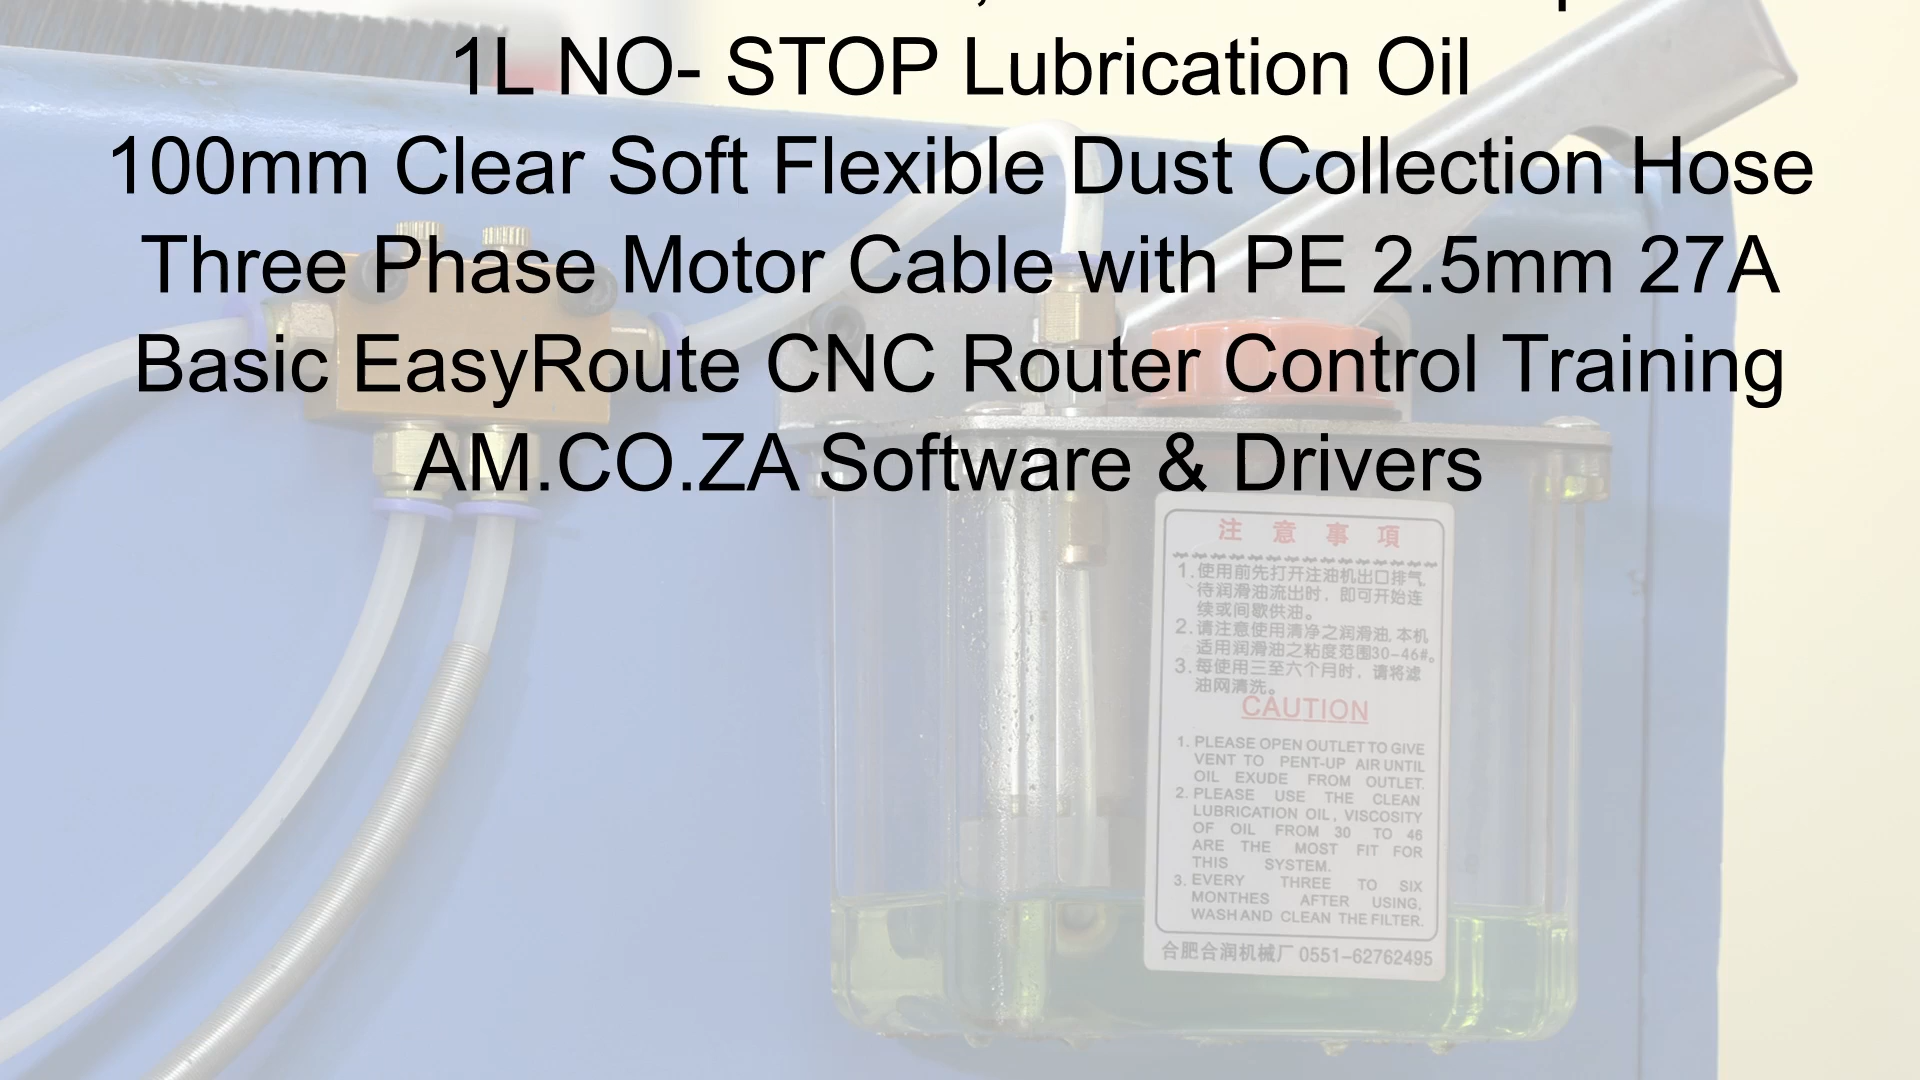 1L NO- STOP Lubrication Oil
100mm Clear Soft Flexible Dust Collection Hose
Three Phase Motor Cable with PE 2.5mm 27A
Basic EasyRoute CNC Router Control Training
AM.CO.ZA Software & Drivers
注意事項
1.使用前先打开注油机出口排气,
待润滑油流出时，即可开始连
续或间歇供油。
2.请注意使用清净之润滑油,本机
适用润滑油之粘度范围30-46#。
3.每使用三至六个月时，请将滤
油网清洗。
CAUTION
1. PLEASE OPEN OUTLET TO GIVE
VENT TO PENT-UP AIR UNTIL
OIL EXUDE FROM OUTLET.
2. PLEASE USE THE CLEAN
LUBRICATION OIL, VISCOSITY
OF OIL FROM 30 TO 46
ARE THE MOST FIT FOR
THIS SYSTEM.
3. EVERY THREE TO SIX
MONTHES AFTER USING,
WASH AND CLEAN THE FILTER.
合肥合润机械厂 0551-62762495